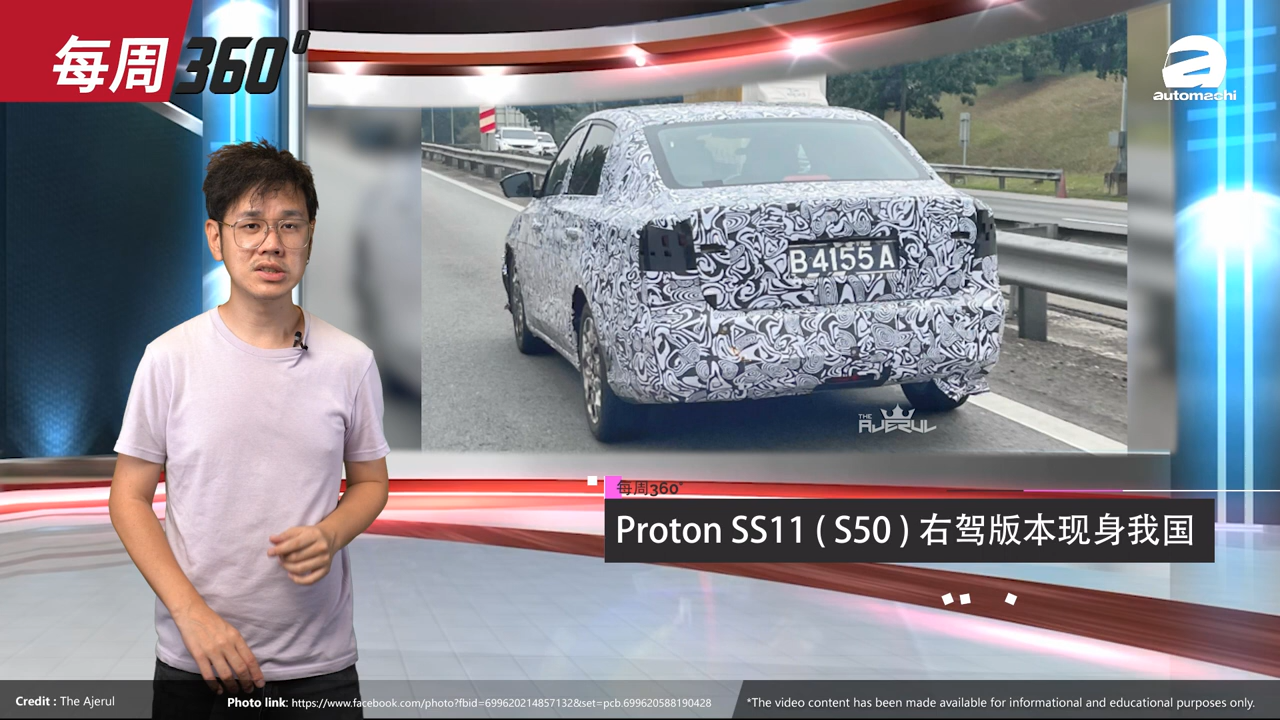 每周360°
automachi
B 4155 A
THE
AJERUL
每周360°
Proton SS11 ( S50 ) 右驾版本现身我国
Credit : The Ajerul
Photo link: https://www.facebook.com/photo?fbid=699620214857132&set=pcb.699620588190428
*The video content has been made available for informational and educational purposes only.